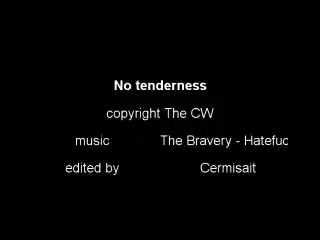 No tenderness
copyright The CW
music The Bravery - Hatefuc
edited by Cermisait